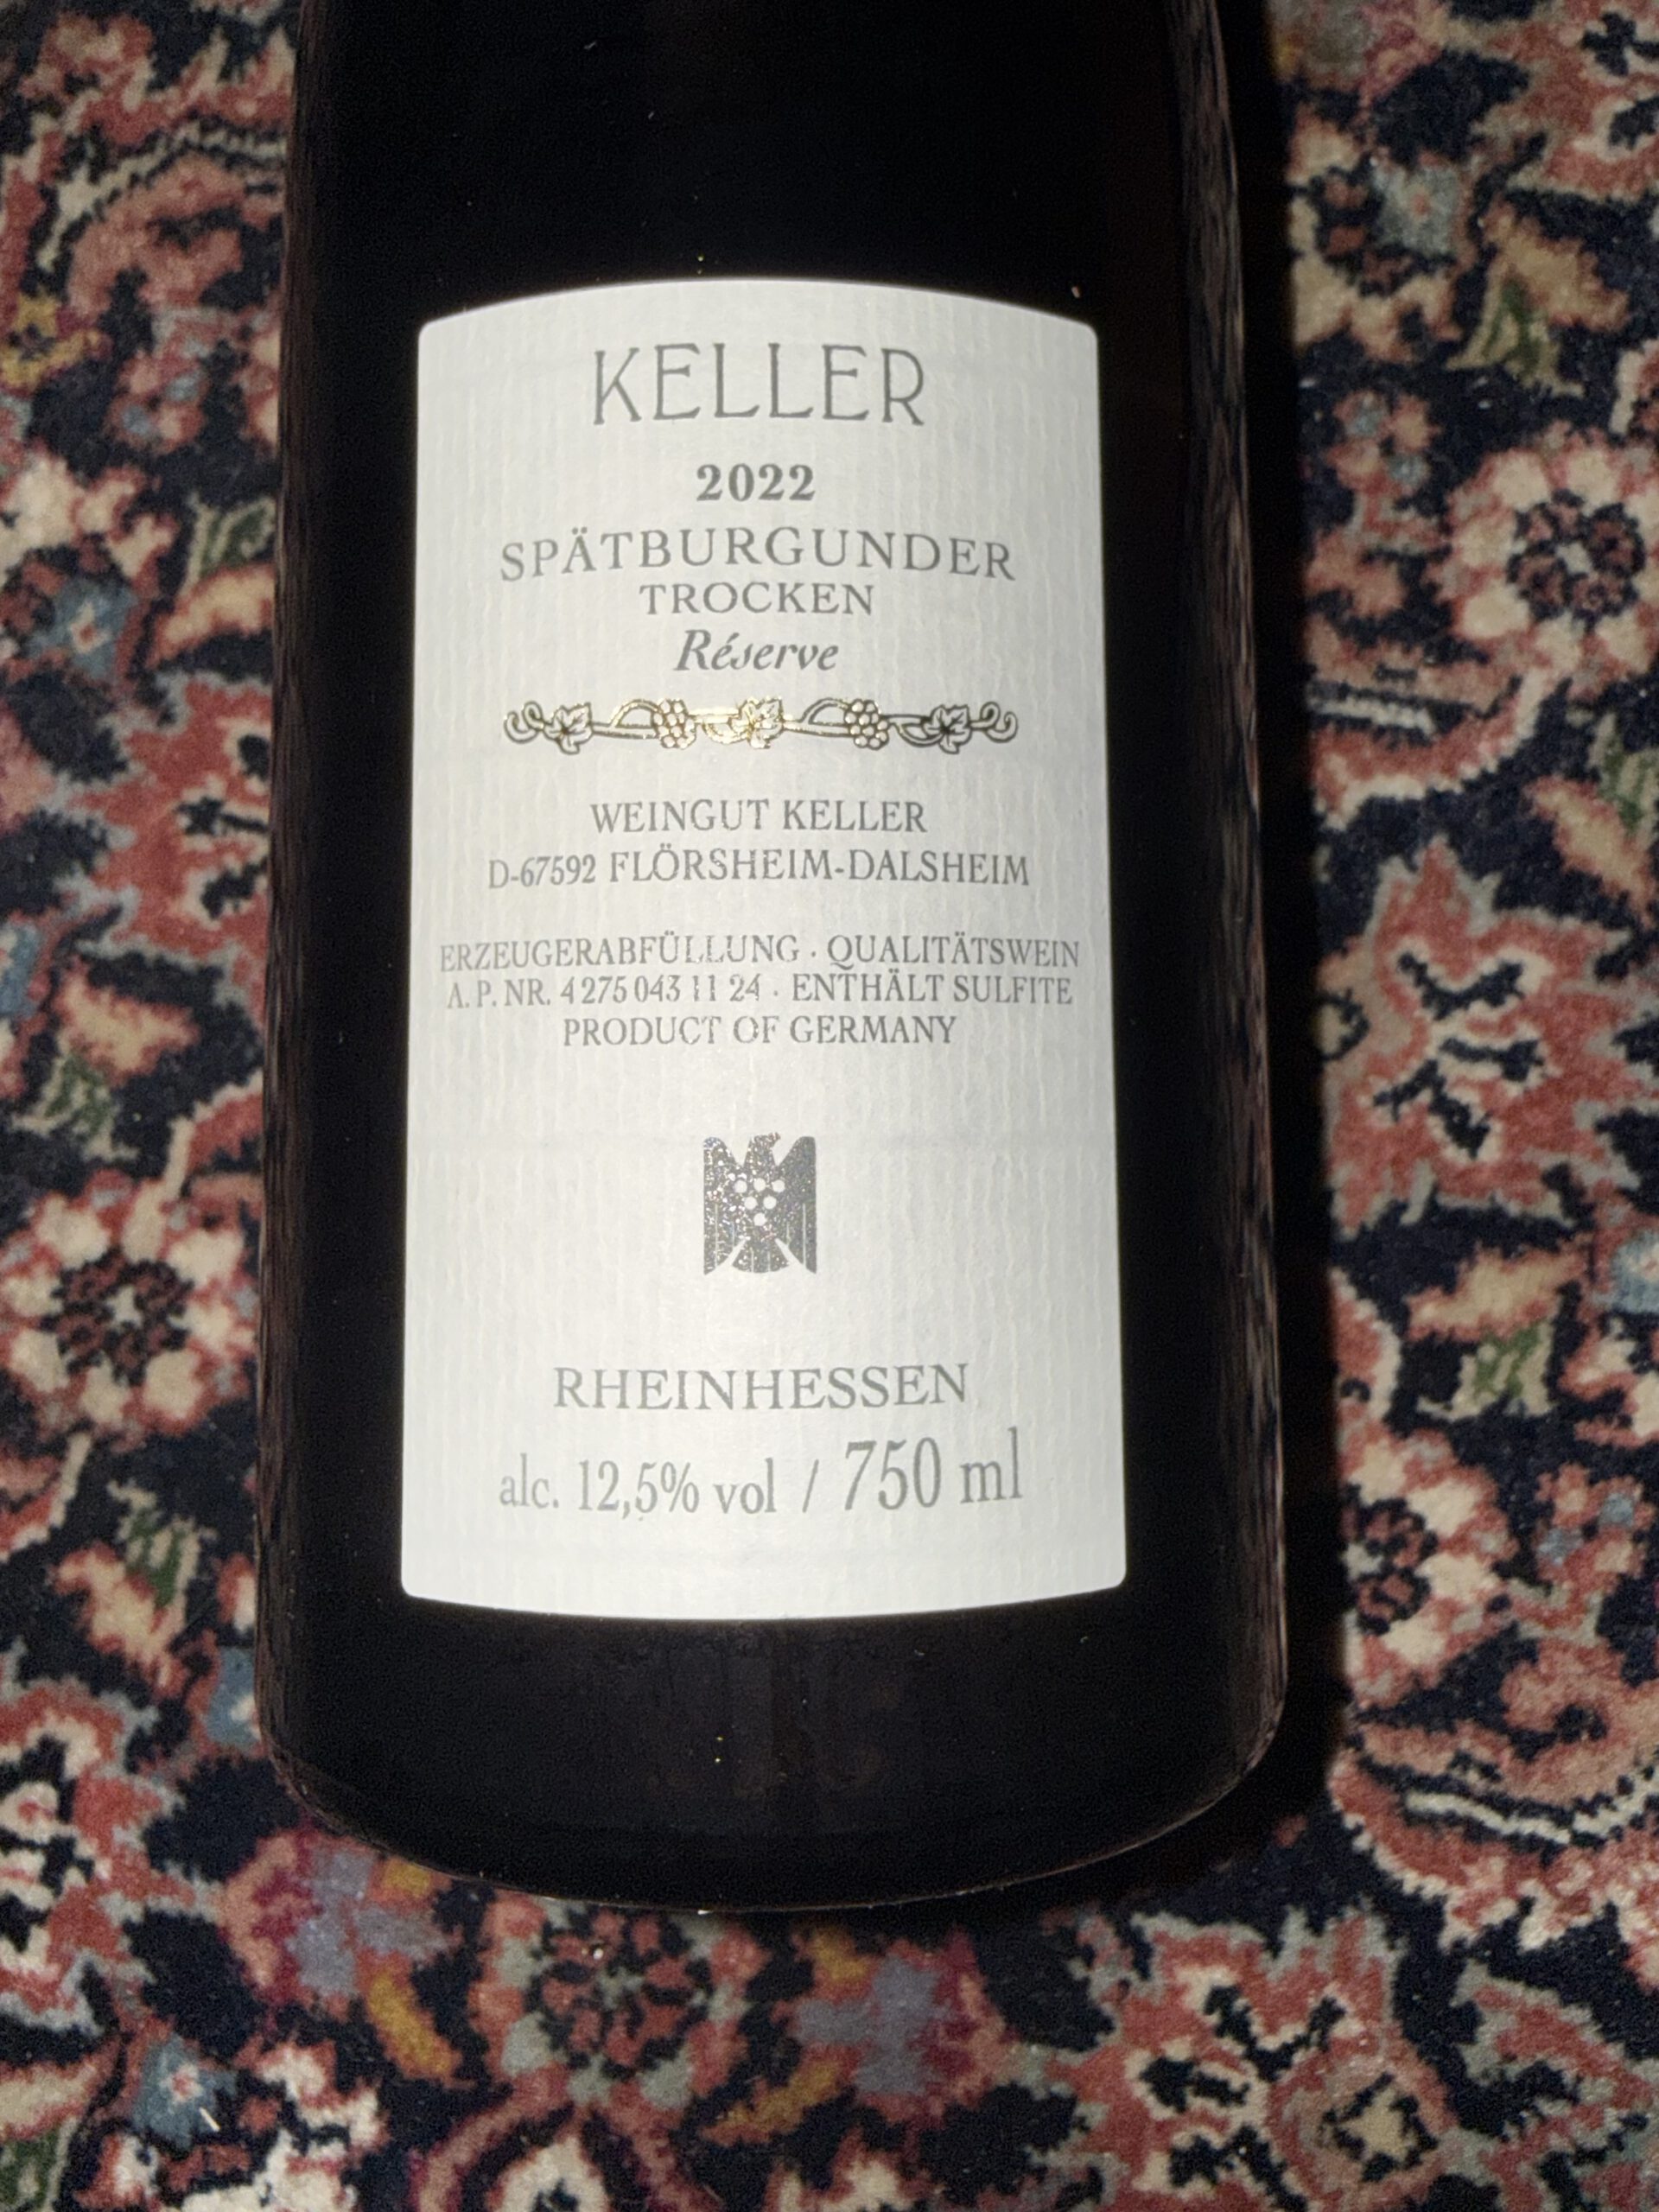 KELLER
2022
SPÄTBURGUNDER
TROCKEN
Réserve
WEINGUT KELLER
D-67592 FLÖRSHEIM-DALSHEIM
ERZEUGERABFÜLLUNG · QUALITÄTSWEIN
A. P. NR. 4 275 043 11 24 · ENTHÄLT SULFITE
PRODUCT OF GERMANY
RHEINHESSEN
alc. 12,5% vol / 750 ml